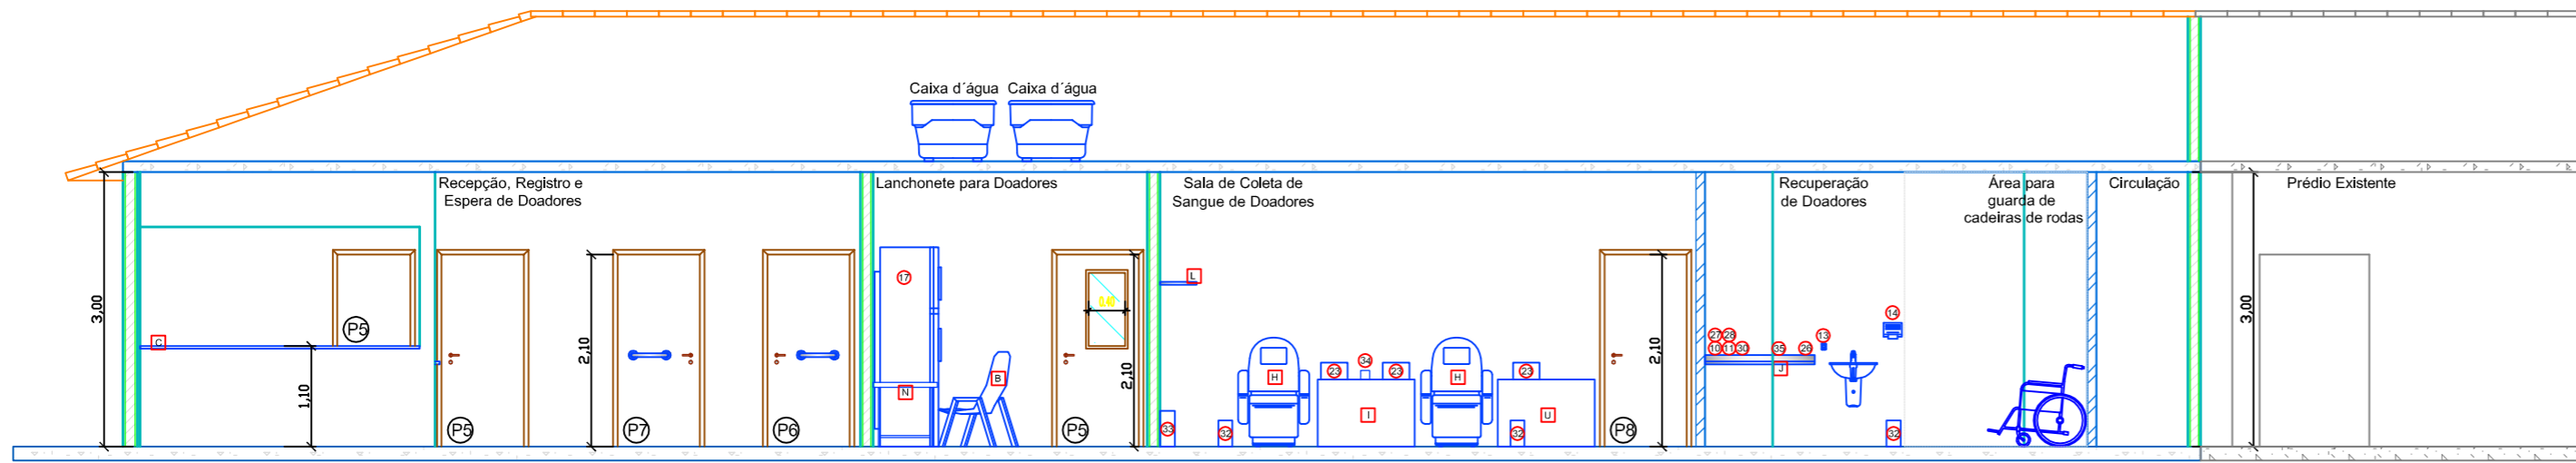 Caixa d´água Caixa d´água
Recepção, Registro e
Espera de Doadores
Lanchonete para Doadores
Sala de Coleta de
Sangue de Doadores
Recuperação
de Doadores
Área para
guarda de
cadeiras de rodas
Circulação
Prédio Existente
3,00
C
P5
1,10
P5
2,10
P7
P6
17
N
B
0.40
2,10
P5
L
33
32
H
23
34
23
I
H
23
32
U
2,10
P8
27 28
10 11 30 35 26
J
13
14
32
3,00